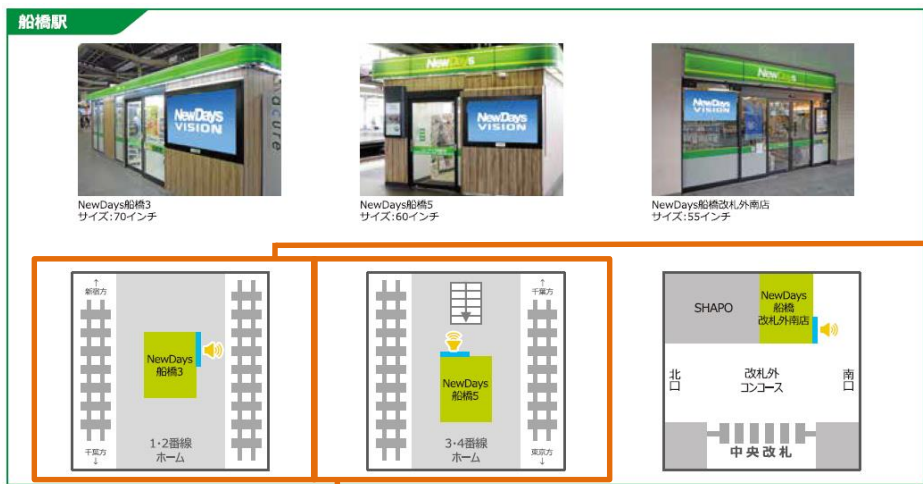 船橋駅
NewDays
VISION
acure
NewDays
NewDays
VISION
NewDays
NewDays
VISION
NewDays船橋3
サイズ:70インチ
NewDays船橋5
サイズ:60インチ
NewDays船橋改札外南店
サイズ:55インチ
↑
新宿方
NewDays
船橋3
千葉方
↓
1・2番線
ホーム
↑
千葉方
NewDays
船橋5
3・4番線
ホーム
東京方
↓
SHAPO
NewDays
船橋
改札外南店
北口
改札外
コンコース
南口
中央改札